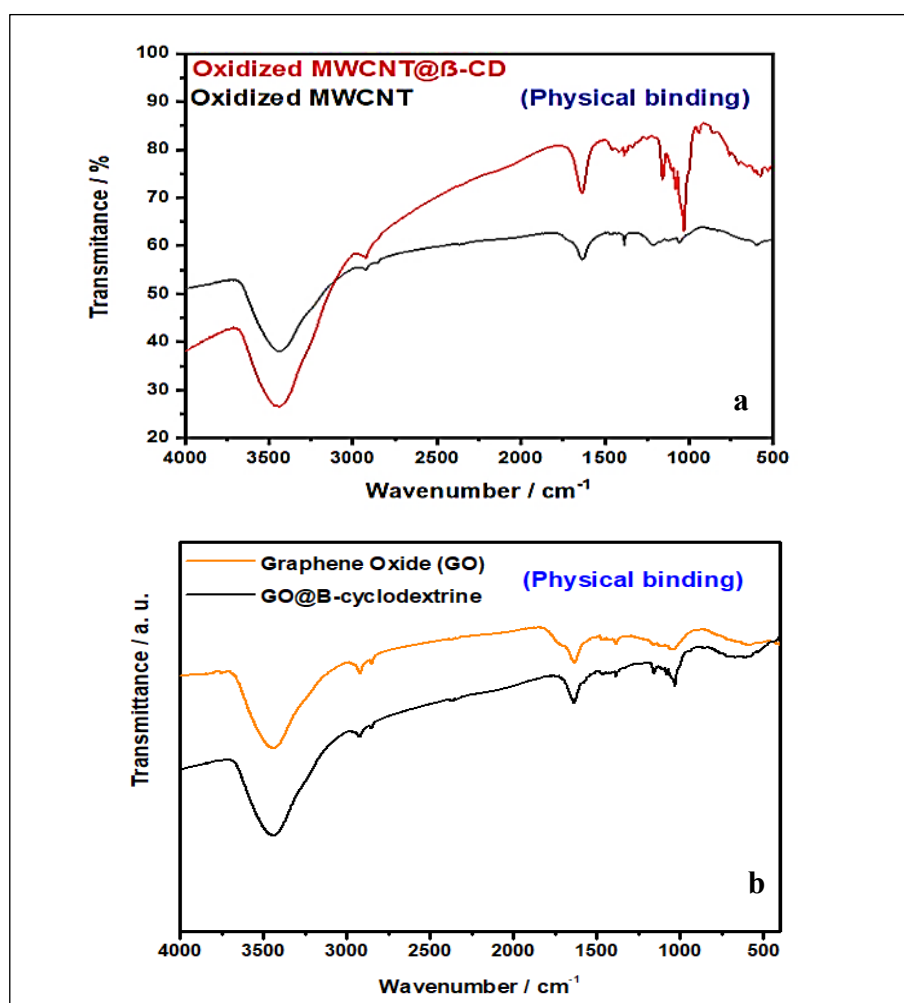 100
90
80
70
60
50
40
30
20
Transmitance / %
Oxidized MWCNT@ß-CD
Oxidized MWCNT
(Physical binding)
a
4000 3500 3000 2500 2000 1500 1000 500
Wavenumber / cm⁻¹
Transmittance / a. u.
Graphene Oxide (GO)
GO@B-cyclodextrine
(Physical binding)
b
4000 3500 3000 2500 2000 1500 1000 500
Wavenumber / cm⁻¹